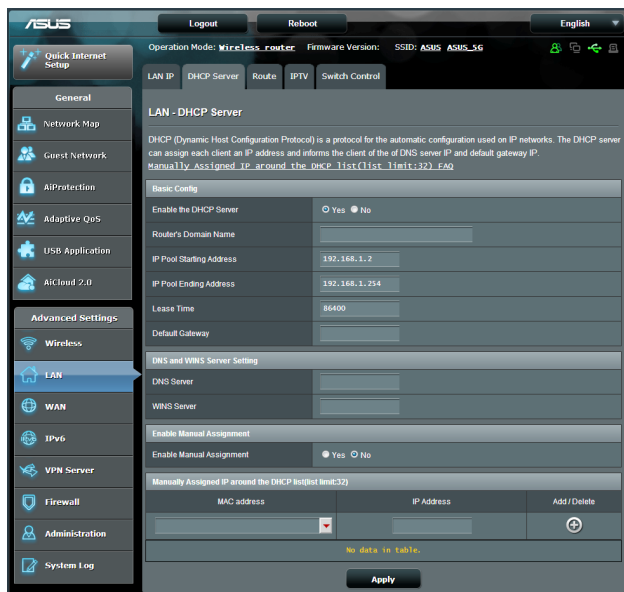 ASUS
Logout
Reboot
English
Quick Internet
Setup
Operation Mode: Wireless router Firmware Version: SSID: ASUS ASUS_5G
LAN IP
DHCP Server
Route
IPTV
Switch Control
General
Network Map
Guest Network
AiProtection
Adaptive QoS
USB Application
AiCloud 2.0
Advanced Settings
Wireless
LAN
WAN
IPv6
VPN Server
Firewall
Administration
System Log
LAN - DHCP Server
DHCP (Dynamic Host Configuration Protocol) is a protocol for the automatic configuration used on IP networks. The DHCP server
can assign each client an IP address and informs the client of the of DNS server IP and default gateway IP.
Manually Assigned IP around the DHCP list(list limit:32) FAQ
Basic Config
Enable the DHCP Server Yes No
Router's Domain Name
IP Pool Starting Address 192.168.1.2
IP Pool Ending Address 192.168.1.254
Lease Time 86400
Default Gateway
DNS and WINS Server Setting
DNS Server
WINS Server
Enable Manual Assignment
Enable Manual Assignment Yes No
Manually Assigned IP around the DHCP list(list limit:32)
MAC address IP Address Add / Delete
No data in table.
Apply